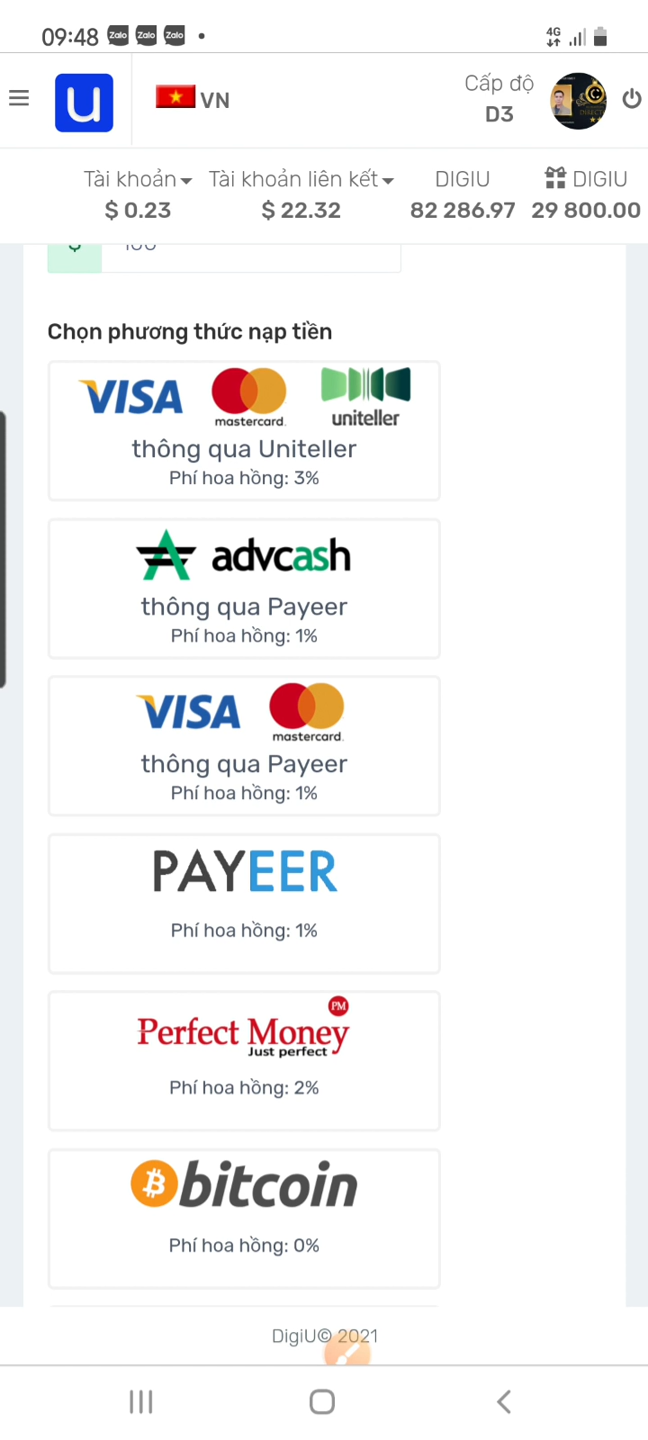 09:48 Zalo Zalo Zalo
4G
VN
Cấp độ
D3
Tài khoản
$ 0.23
Tài khoản liên kết
$ 22.32
DIGIU
82 286.97
DIGIU
29 800.00
$ 100
Chọn phương thức nạp tiền
VISA mastercard. uniteller
thông qua Uniteller
Phí hoa hồng: 3%
advcash
thông qua Payeer
Phí hoa hồng: 1%
VISA mastercard.
thông qua Payeer
Phí hoa hồng: 1%
PAYEER
Phí hoa hồng: 1%
PM
Perfect Money
Just perfect
Phí hoa hồng: 2%
bitcoin
Phí hoa hồng: 0%
DigiU© 2021